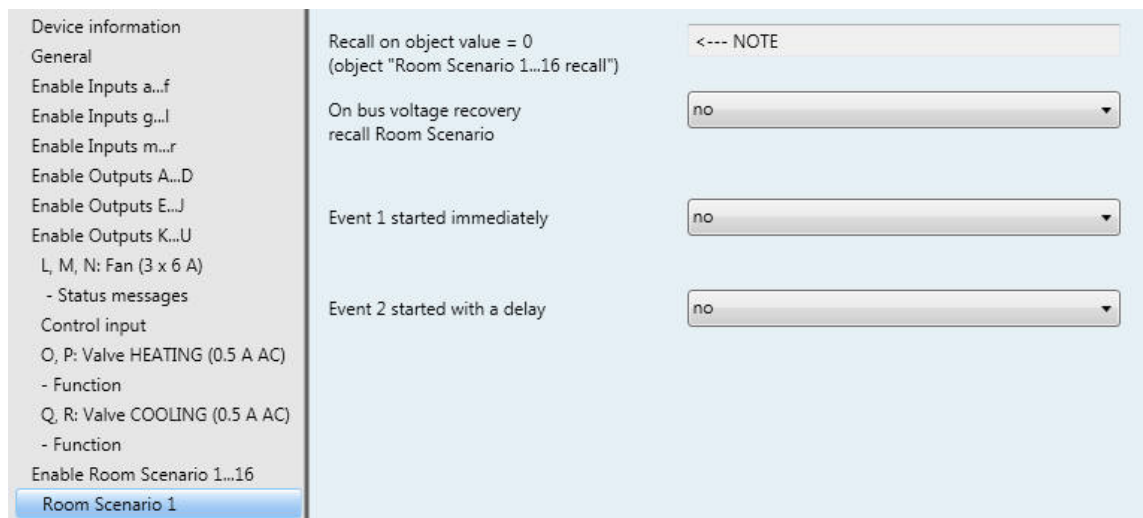 Device information
General
Enable Inputs a...f
Enable Inputs g...l
Enable Inputs m...r
Enable Outputs A...D
Enable Outputs E...J
Enable Outputs K...U
L, M, N: Fan (3 x 6 A)
- Status messages
Control input
O, P: Valve HEATING (0.5 A AC)
- Function
Q, R: Valve COOLING (0.5 A AC)
- Function
Enable Room Scenario 1...16
Room Scenario 1
Recall on object value = 0
(object "Room Scenario 1...16 recall")
<--- NOTE
On bus voltage recovery
recall Room Scenario
no
Event 1 started immediately
no
Event 2 started with a delay
no